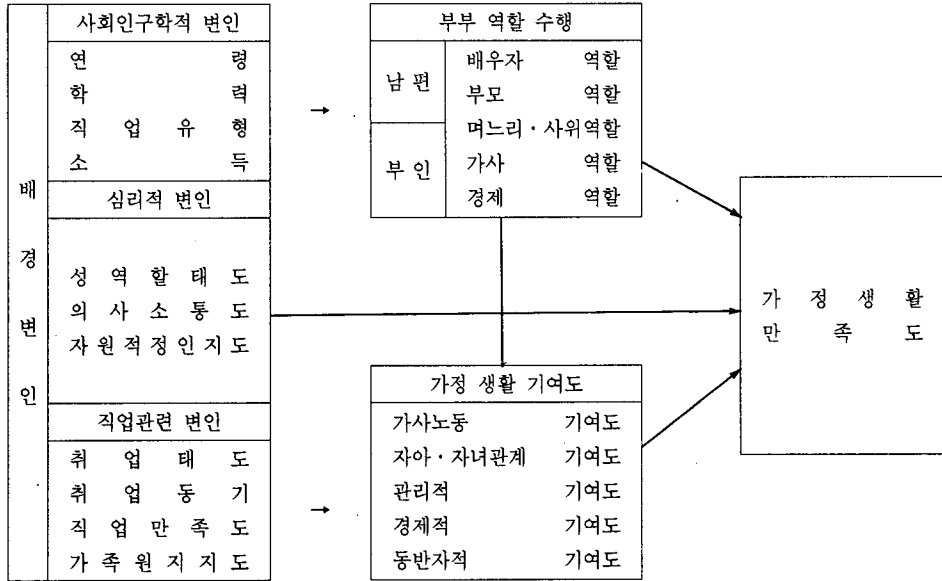 배경변인
사회인구학적 변인
연 령
학 력
직 업 유 형
소 득
심리적 변인
성 역 할 태 도
의 사 소 통 도
자 원 적 정 인 지 도
직업관련 변인
취 업 태 도
취 업 동 기
직 업 만 족 도
가 족 원 지 지 도
→
→
부부 역할 수행
남 편
부 인
배우자 역할
부모 역할
며느리·사위역할
가사 역할
경제 역할
가정 생활 기여도
가사노동 기여도
자아·자녀관계 기여도
관리적 기여도
경제적 기여도
동반자적 기여도
가 정 생 활
만 족 도